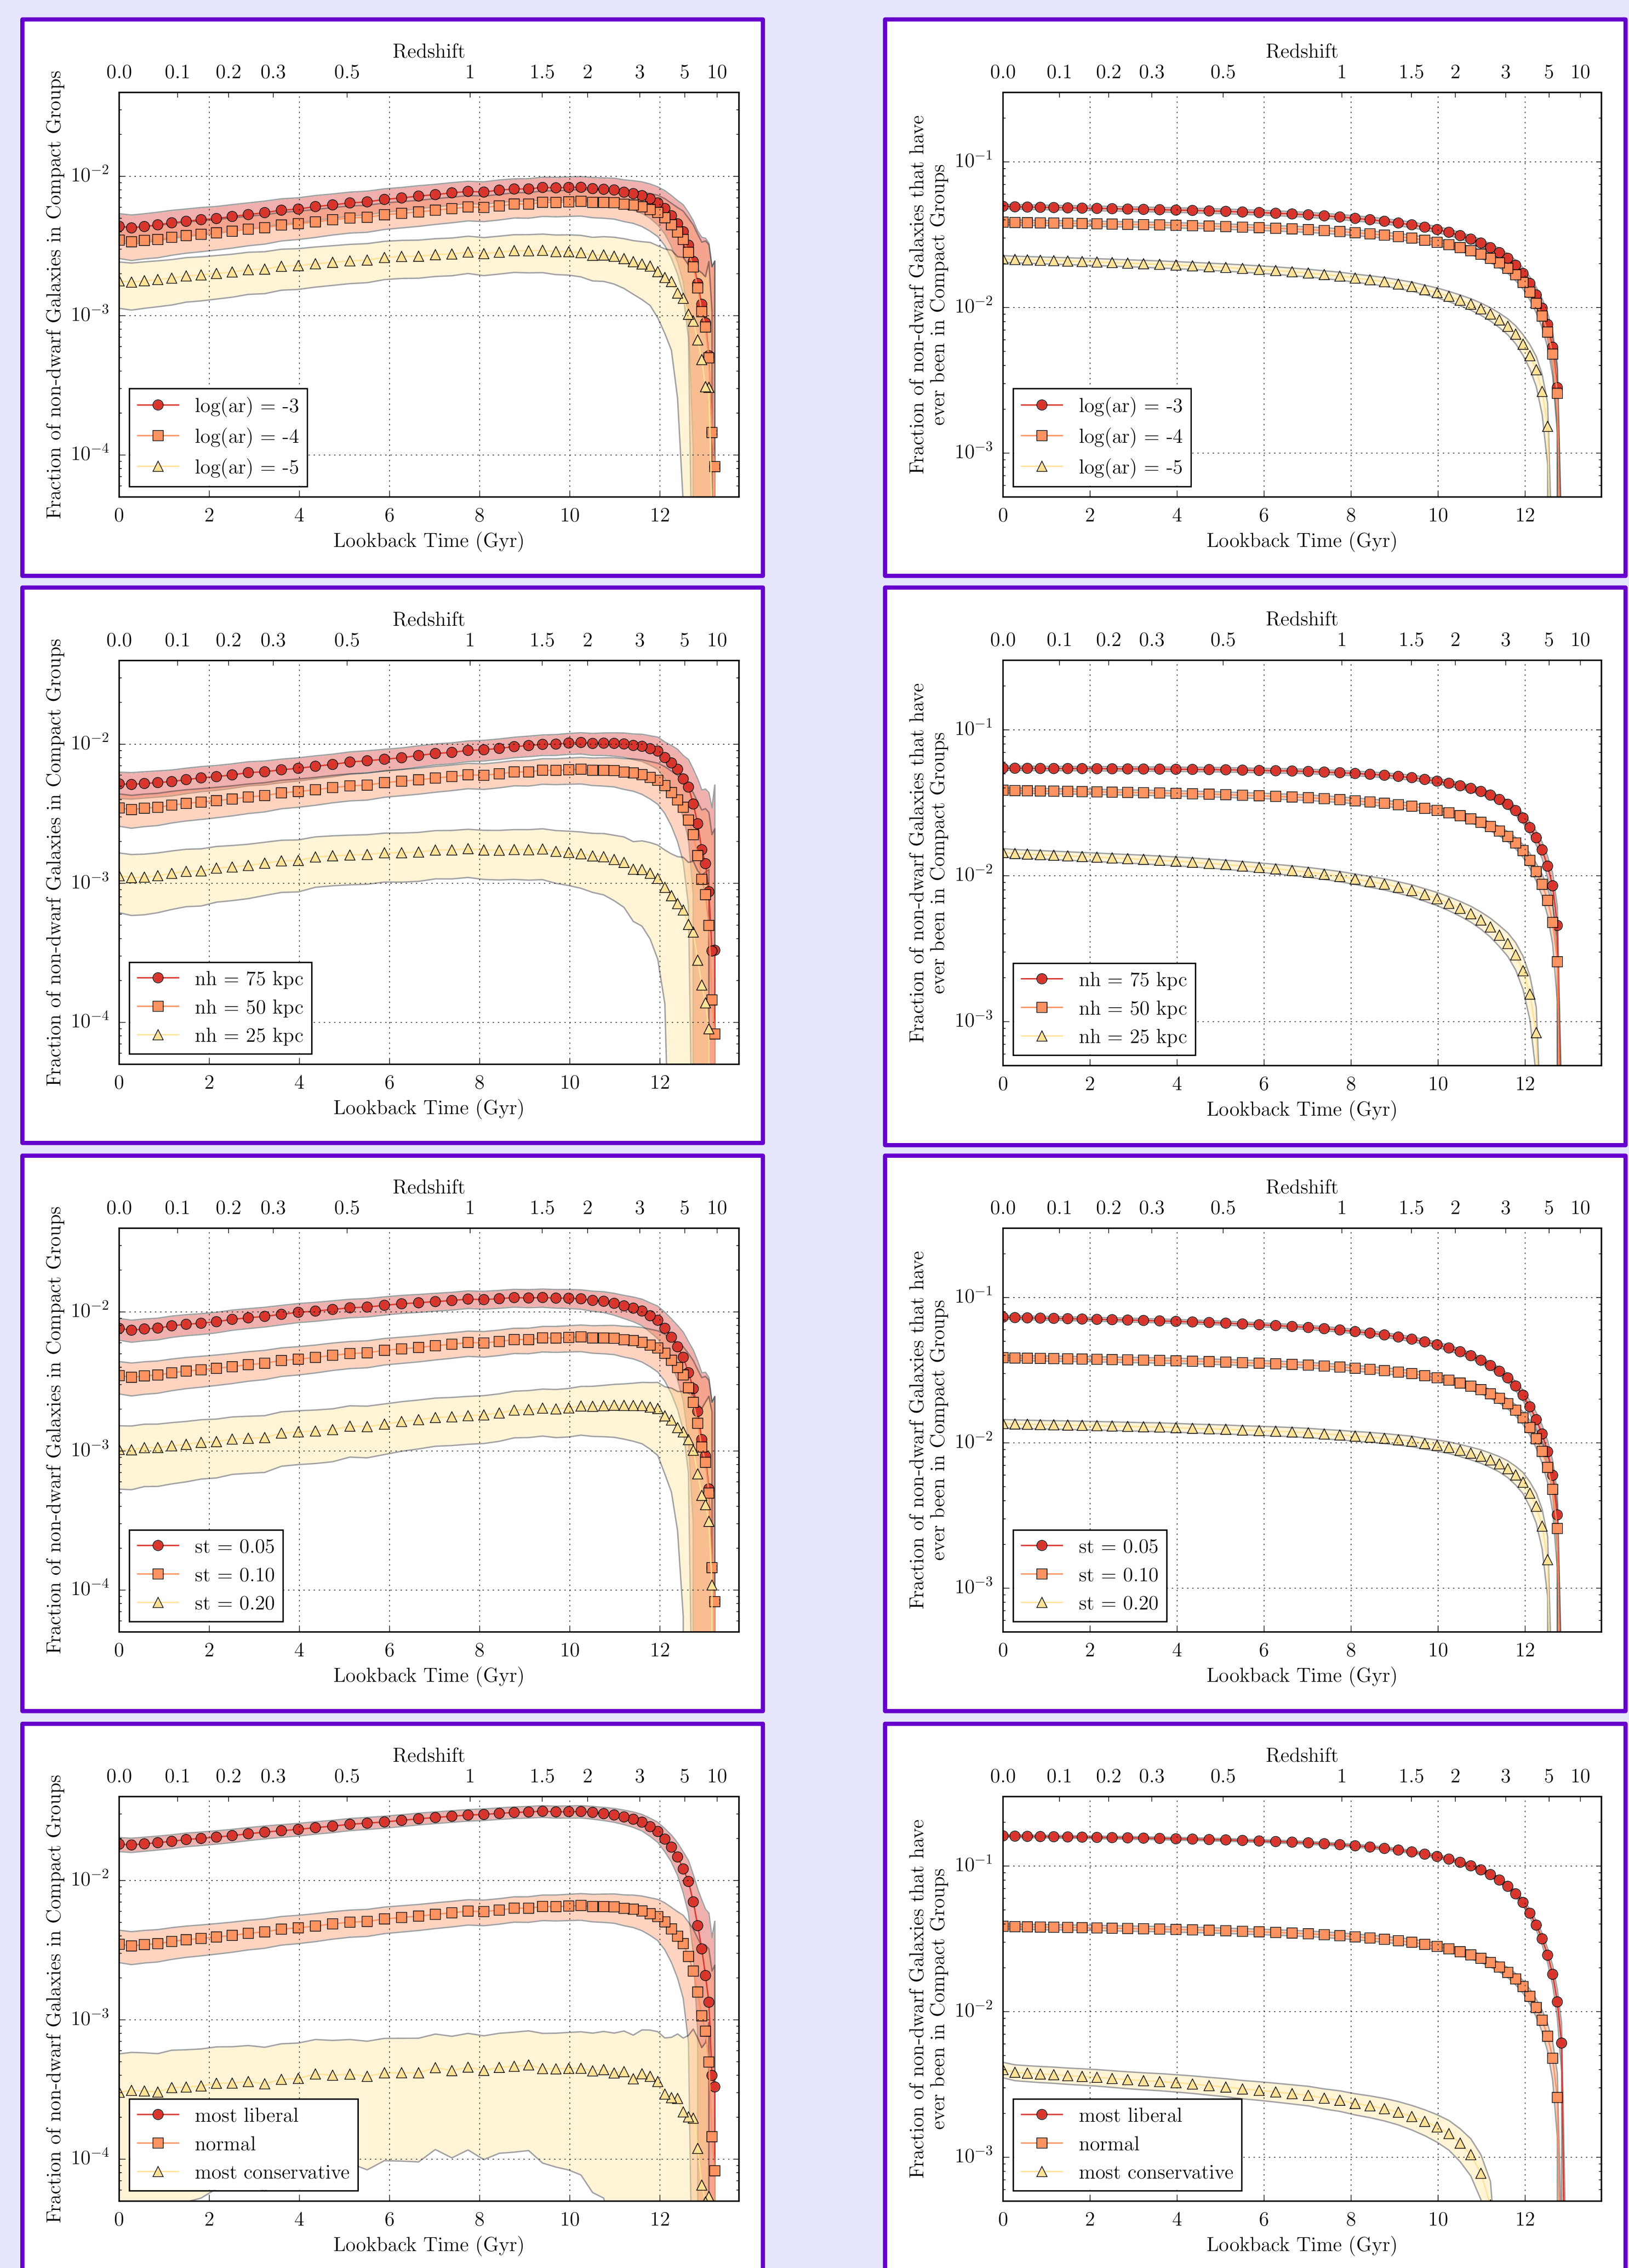 Redshift
0.0 0.1 0.2 0.3 0.5 1 1.5 2 3 5 10
Fraction of non-dwarf Galaxies in Compact Groups
10⁻²
10⁻³
10⁻⁴
log(ar) = -3
log(ar) = -4
log(ar) = -5
0 2 4 6 8 10 12
Lookback Time (Gyr)
Redshift
0.0 0.1 0.2 0.3 0.5 1 1.5 2 3 5 10
Fraction of non-dwarf Galaxies that have
ever been in Compact Groups
10⁻¹
10⁻²
10⁻³
log(ar) = -3
log(ar) = -4
log(ar) = -5
0 2 4 6 8 10 12
Lookback Time (Gyr)
Redshift
0.0 0.1 0.2 0.3 0.5 1 1.5 2 3 5 10
Fraction of non-dwarf Galaxies in Compact Groups
10⁻²
10⁻³
10⁻⁴
nh = 75 kpc
nh = 50 kpc
nh = 25 kpc
0 2 4 6 8 10 12
Lookback Time (Gyr)
Redshift
0.0 0.1 0.2 0.3 0.5 1 1.5 2 3 5 10
Fraction of non-dwarf Galaxies that have
ever been in Compact Groups
10⁻¹
10⁻²
10⁻³
nh = 75 kpc
nh = 50 kpc
nh = 25 kpc
0 2 4 6 8 10 12
Lookback Time (Gyr)
Redshift
0.0 0.1 0.2 0.3 0.5 1 1.5 2 3 5 10
Fraction of non-dwarf Galaxies in Compact Groups
10⁻²
10⁻³
10⁻⁴
st = 0.05
st = 0.10
st = 0.20
0 2 4 6 8 10 12
Lookback Time (Gyr)
Redshift
0.0 0.1 0.2 0.3 0.5 1 1.5 2 3 5 10
Fraction of non-dwarf Galaxies that have
ever been in Compact Groups
10⁻¹
10⁻²
10⁻³
st = 0.05
st = 0.10
st = 0.20
0 2 4 6 8 10 12
Lookback Time (Gyr)
Redshift
0.0 0.1 0.2 0.3 0.5 1 1.5 2 3 5 10
Fraction of non-dwarf Galaxies in Compact Groups
10⁻²
10⁻³
10⁻⁴
most liberal
normal
most conservative
0 2 4 6 8 10 12
Lookback Time (Gyr)
Redshift
0.0 0.1 0.2 0.3 0.5 1 1.5 2 3 5 10
Fraction of non-dwarf Galaxies that have
ever been in Compact Groups
10⁻¹
10⁻²
10⁻³
most liberal
normal
most conservative
0 2 4 6 8 10 12
Lookback Time (Gyr)